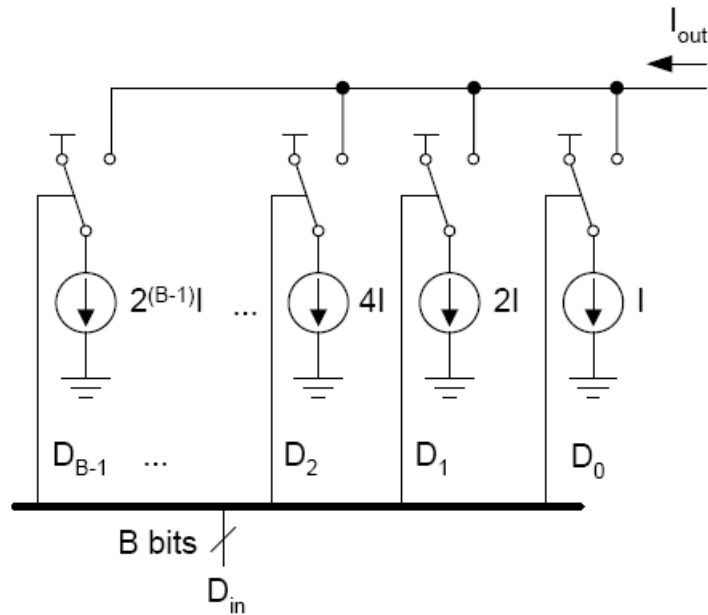 I_out
2^(B-1)I ... 4I 2I I
D_B-1 ... D_2 D_1 D_0
B bits
D_in